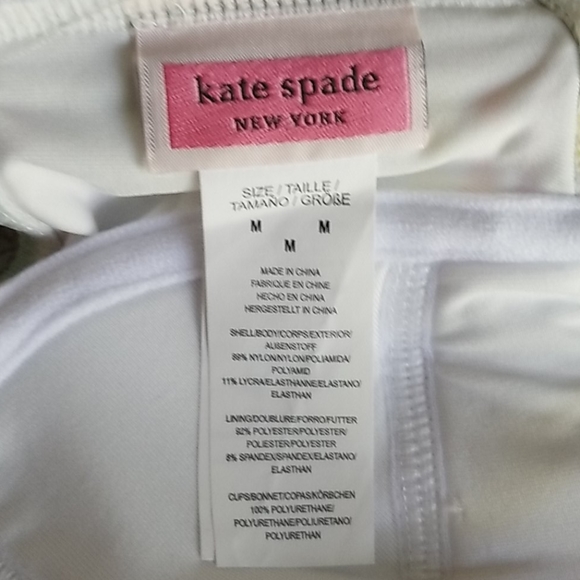 kate spade
NEW YORK
SIZE / TAILLE /
TAMAÑO / GRÖBE
M M
M
MADE IN CHINA
FABRIQUE EN CHINE
HECHO EN CHINA
HERGESTELLT IN CHINA
SHELL/BODY/CORPS/EXTERIOR/
AUßENSTOFF
89% NYLON/NYLON/POLIAMIDA/
POLYAMID
11% LYCRA/ELASTHANNE/ELASTANO/
ELASTHAN
LINING/DOUBLURE/FORRO/FUTTER
92% POLYESTER/POLYESTER/
POLIESTER/POLYESTER
8% SPANDEX/SPANDEX/ELASTANO/
ELASTHAN
CUPS/BONNET/COPAS/KÖRBCHEN
100% POLYURETHANE/
POLYURETHANE/POLIURETANO/
POLYURETHAN